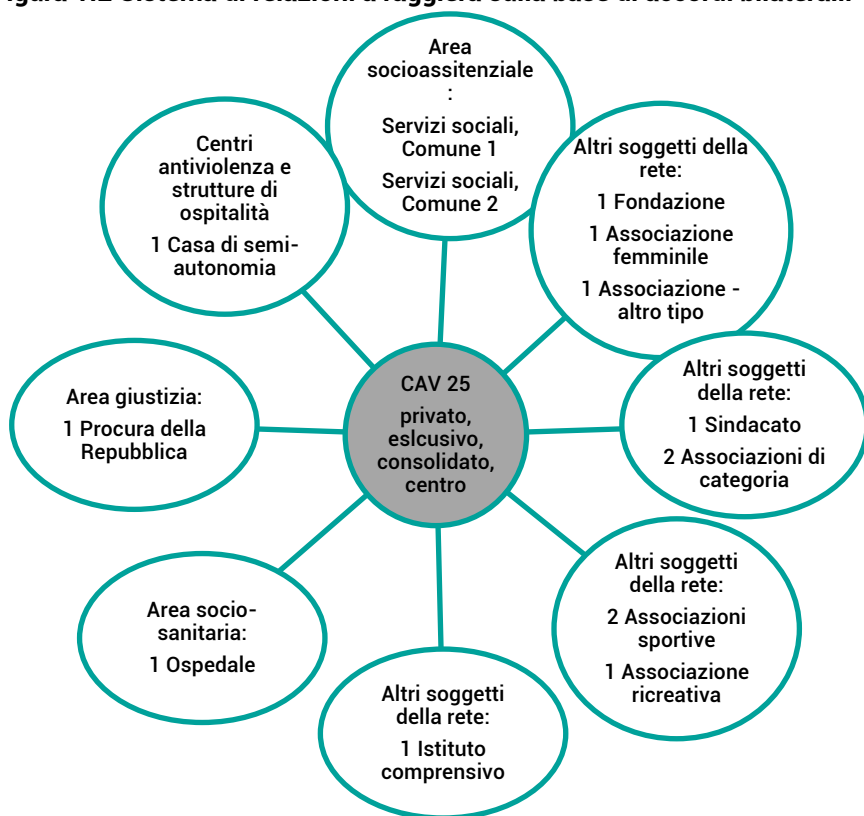 Area
socioassitenziale
:
Servizi sociali,
Comune 1
Servizi sociali,
Comune 2
Altri soggetti della
rete:
1 Fondazione
1 Associazione
femminile
1 Associazione -
altro tipo
Altri soggetti
della rete:
1 Sindacato
2 Associazioni di
categoria
Altri soggetti
della rete:
2 Associazioni
sportive
1 Associazione
ricreativa
Altri soggetti
della rete:
1 Istituto
comprensivo
Area socio-
sanitaria:
1 Ospedale
Area giustizia:
1 Procura della
Repubblica
Centri
antiviolenza e
strutture di
ospitalità
1 Casa di semi-
autonomia
CAV 25
privato,
eslcusivo,
consolidato,
centro